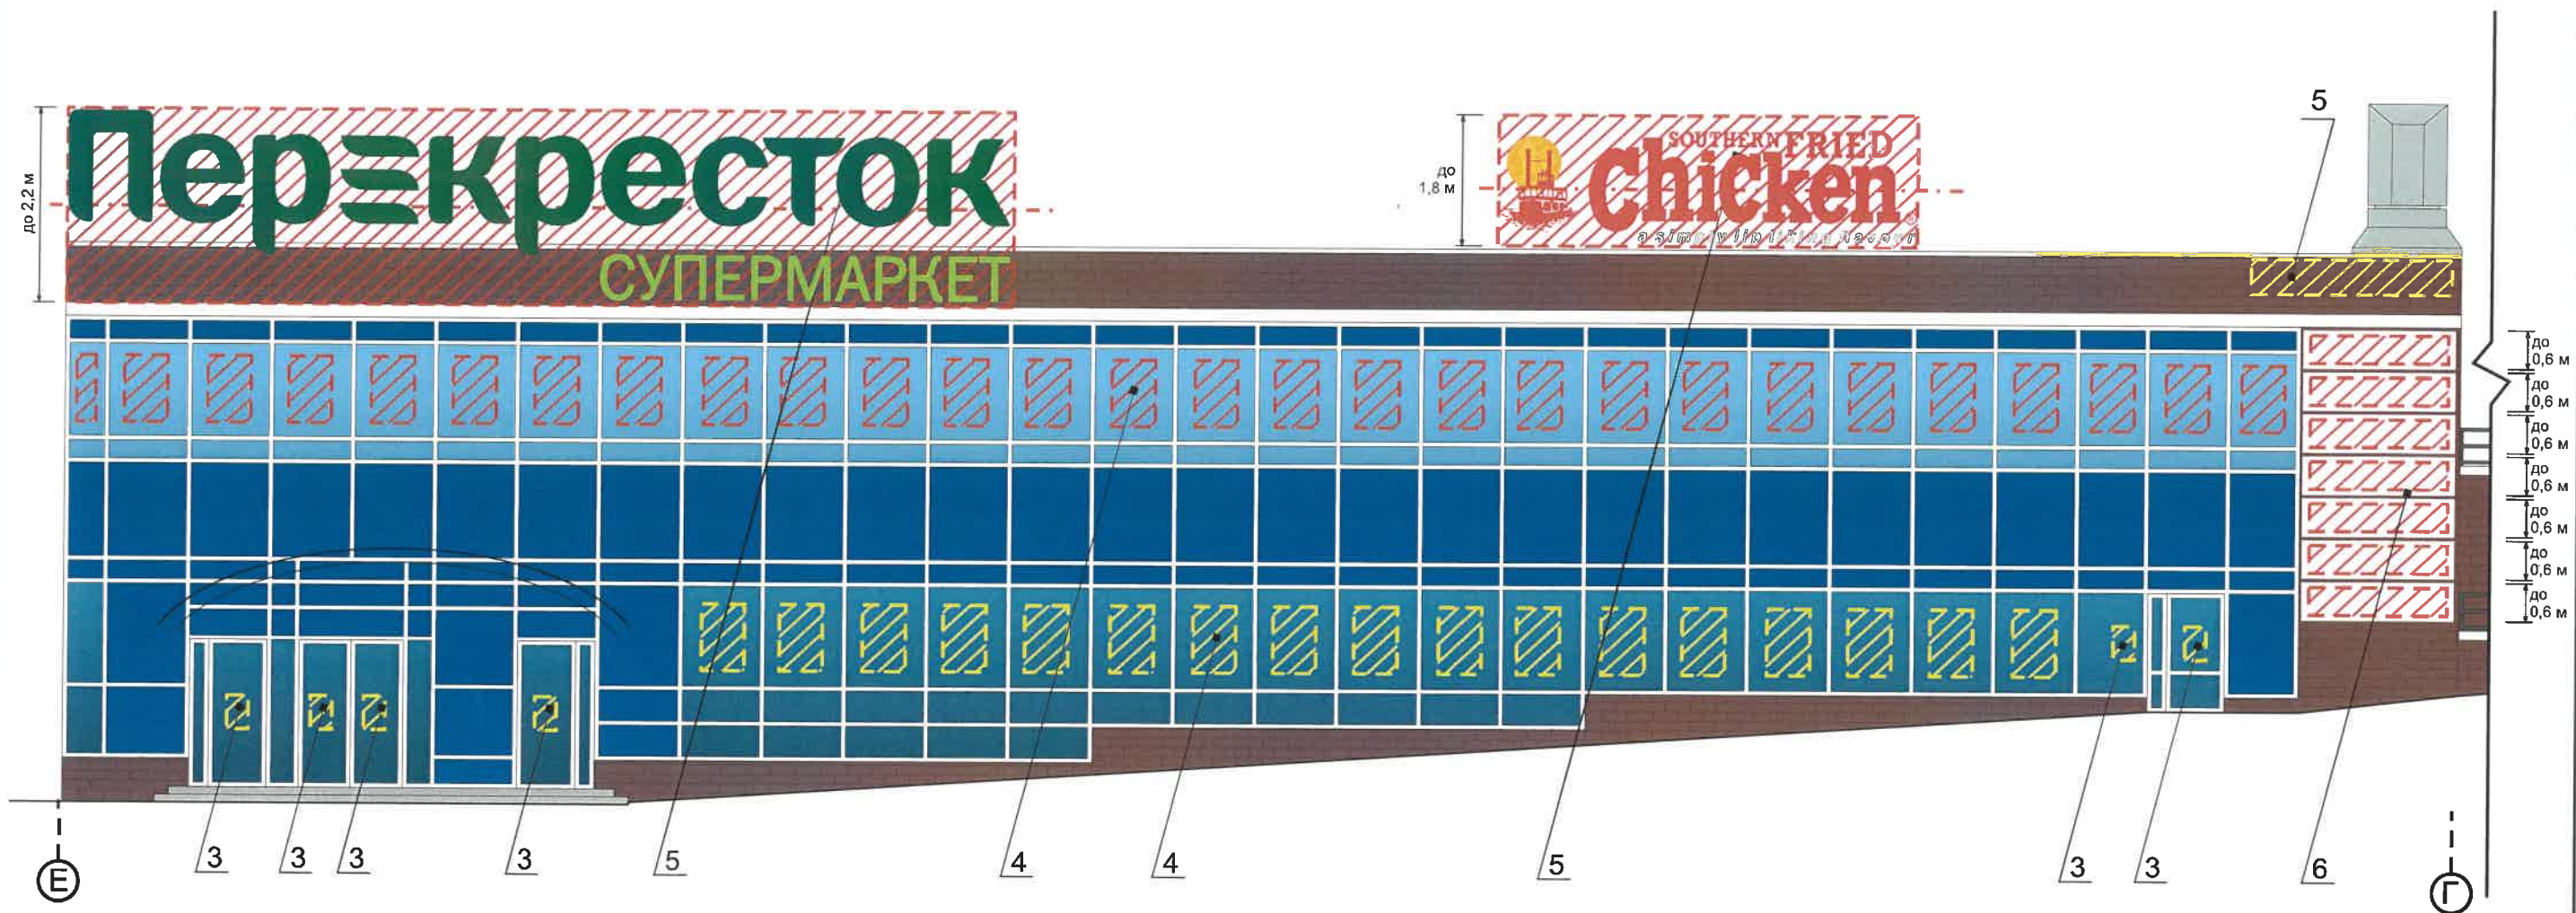 5
до 2,2 м
Перекресток
СУПЕРМАРКЕТ
до
1,8 м
SOUTHERN FRIED
Chicken
до
0,6 м
до
0,6 м
до
0,6 м
до
0,6 м
до
0,6 м
до
0,6 м
до
0,6 м
3
3
3
3
5
4
4
5
3
3
6
Е
Г